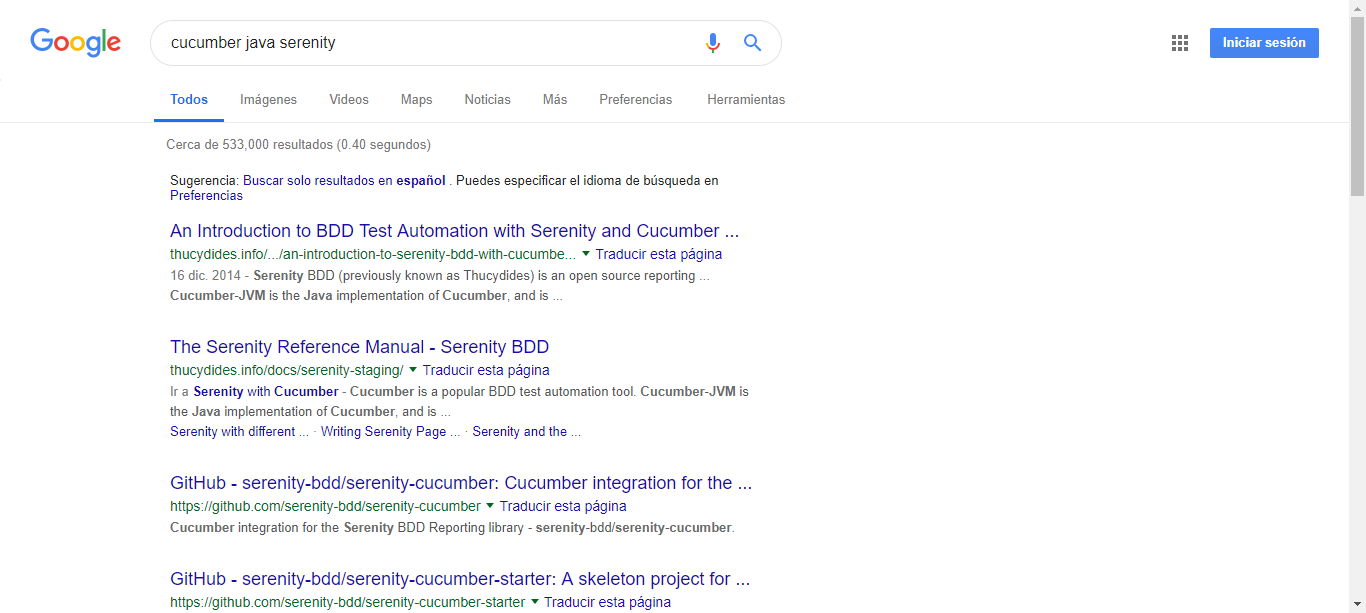 Google
cucumber java serenity
Iniciar sesión
Todos Imágenes Videos Maps Noticias Más Preferencias Herramientas
Cerca de 533,000 resultados (0.40 segundos)
Sugerencia: Buscar solo resultados en español . Puedes especificar el idioma de búsqueda en
Preferencias
An Introduction to BDD Test Automation with Serenity and Cucumber ...
thucydides.info/.../an-introduction-to-serenity-bdd-with-cucumbe... Traducir esta página
16 dic. 2014 - Serenity BDD (previously known as Thucydides) is an open source reporting ...
Cucumber-JVM is the Java implementation of Cucumber, and is ...
The Serenity Reference Manual - Serenity BDD
thucydides.info/docs/serenity-staging/ Traducir esta página
Ir a Serenity with Cucumber - Cucumber is a popular BDD test automation tool. Cucumber-JVM is
the Java implementation of Cucumber, and is ...
Serenity with different ... · Writing Serenity Page ... · Serenity and the ...
GitHub - serenity-bdd/serenity-cucumber: Cucumber integration for the ...
https://github.com/serenity-bdd/serenity-cucumber Traducir esta página
Cucumber integration for the Serenity BDD Reporting library - serenity-bdd/serenity-cucumber.
GitHub - serenity-bdd/serenity-cucumber-starter: A skeleton project for ...
https://github.com/serenity-bdd/serenity-cucumber-starter Traducir esta página